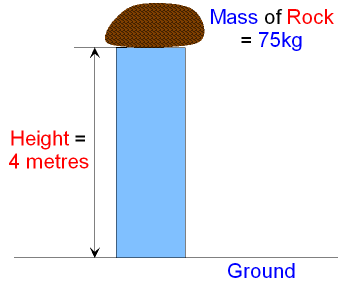 Mass of Rock
= 75kg
Height =
4 metres
Ground